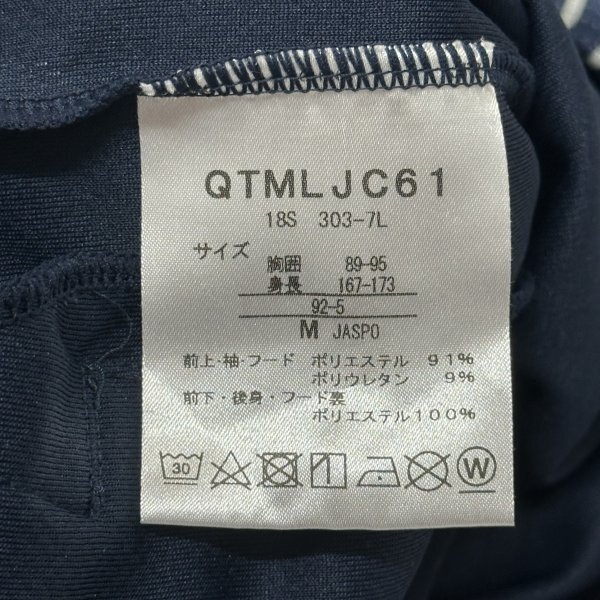 QTMLJC61
18S 303-7L
サイズ
胸囲 89-95
身長 167-173
92-5
M JASPO
前上・袖・フード ポリエステル 91%
ポリウレタン 9%
前下・後身・フード裏
ポリエステル100%
30 W